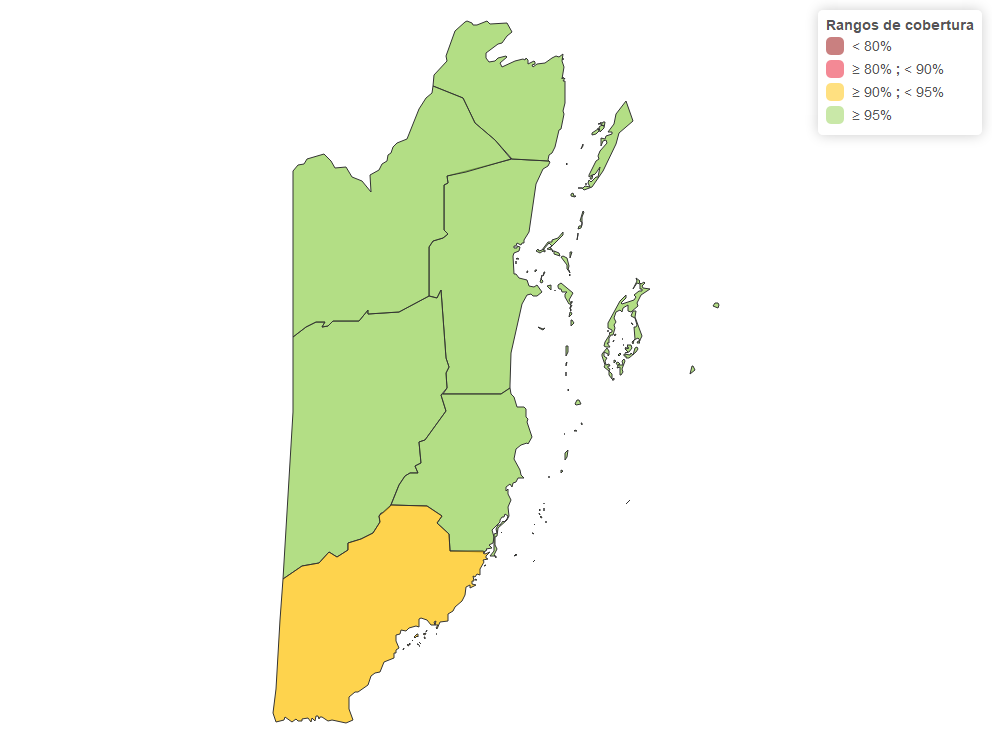 Rangos de cobertura
< 80%
≥ 80% ; < 90%
≥ 90% ; < 95%
≥ 95%